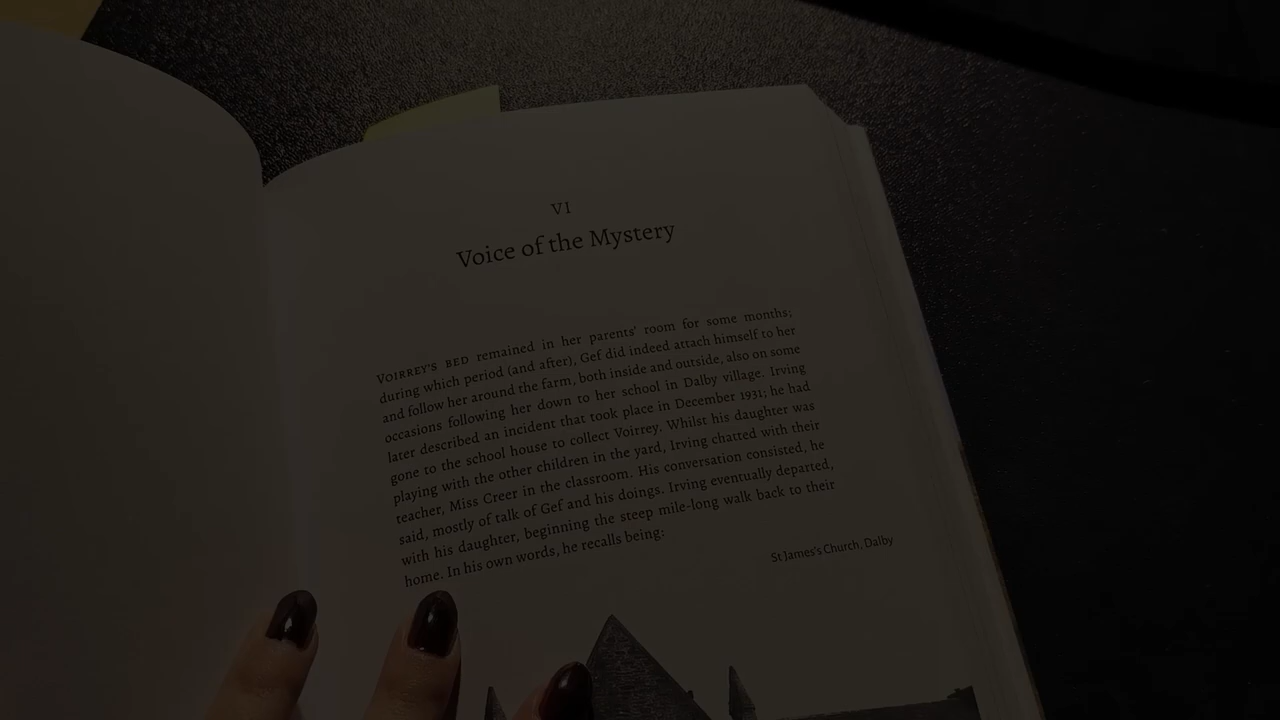 VI
Voice of the Mystery
VOIRREY'S BED remained in her parents' room for some months;
during which period (and after), Gef did indeed attach himself to her
and follow her around the farm, both inside and outside, also on some
occasions following her down to her school in Dalby village. Irving
later described an incident that took place in December 1931; he had
gone to the school house to collect Voirrey. Whilst his daughter was
playing with the other children in the yard, Irving chatted with their
teacher, Miss Creer in the classroom. His conversation consisted, he
said, mostly of talk of Gef and his doings. Irving eventually departed,
with his daughter, beginning the steep mile-long walk back to their
home. In his own words, he recalls being:
St James's Church, Dalby